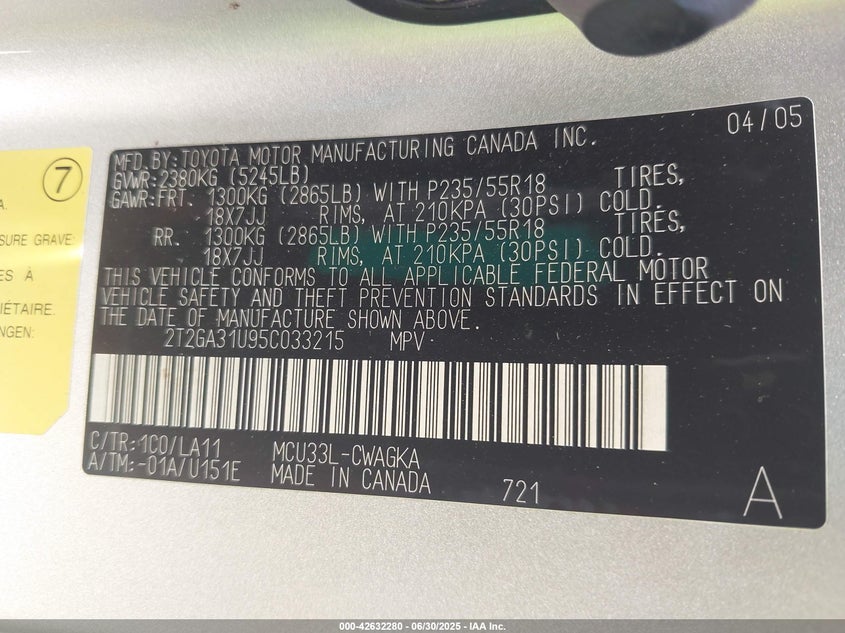 7
A.
SURE GRAVE:
ES À
IÉTAIRE.
NGEN:
04/05
MFD.BY:TOYOTA MOTOR MANUFACTURING CANADA INC.
GVWR:2380KG (5245LB)
GAWR:FRT. 1300KG (2865LB) WITH P235/55R18 TIRES,
18X7JJ RIMS, AT 210KPA (30PSI) COLD.
RR. 1300KG (2865LB) WITH P235/55R18 TIRES,
18X7JJ RIMS, AT 210KPA (30PSI) COLD.
THIS VEHICLE CONFORMS TO ALL APPLICABLE FEDERAL MOTOR
VEHICLE SAFETY AND THEFT PREVENTION STANDARDS IN EFFECT ON
THE DATE OF MANUFACTURE SHOWN ABOVE.
2T2GA31U95C033215 MPV
C/TR:1C0/LA11 MCU33L-CWAGKA
A/TM:-01A/U151E MADE IN CANADA 721 A
000-42632280 - 06/30/2025 - IAA Inc.